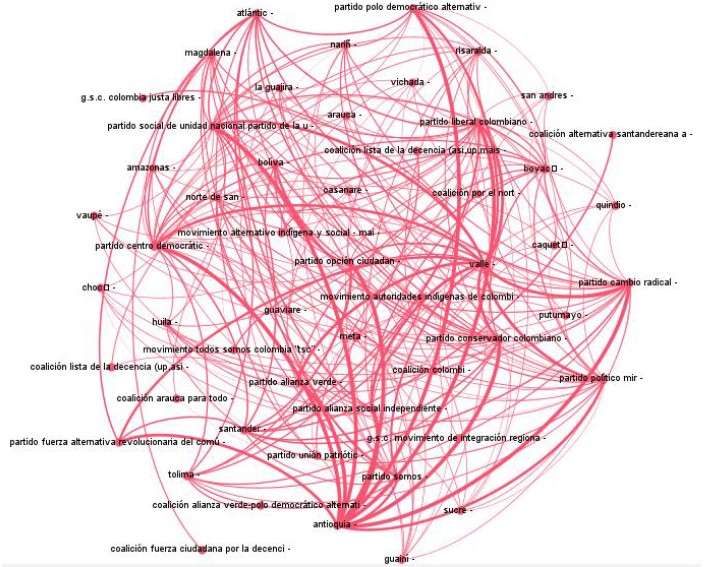 atlántic -
partido polo democrático alternativ -
magdalena -
nariñ -
risaralda -
g.s.c. colombia justa libres -
la guajira -
vichada -
san andres -
partido social de unidad nacional partido de la u -
arauca -
partido liberal colombiano -
coalición alternativa santandereana a -
coalición lista de la decencia (asi,up,mais -
amazonas -
boliva -
boyac□ -
norte de san -
casanare -
coalición por el nort -
quindio -
vaupé -
movimiento alternativo indígena y social - mai -
partido centro democrátic -
caquet□ -
partido opción ciudadan -
valle -
partido cambio radical -
choc□ -
movimiento autoridades indígenas de colombi -
guaviare -
putumayo -
huila -
meta -
partido conservador colombiano -
movimiento todos somos colombia "tsc" -
coalición lista de la decencia (up,asi -
coalición colombi -
partido alianza verde -
partido político mir -
coalición arauca para todo -
partido alianza social independiente -
santander -
partido fuerza alternativa revolucionaria del comú -
g.s.c. movimiento de integración regiona -
partido unión patriótic -
tolima -
partido somos -
coalición alianza verde-polo democrático alternati -
sucre -
antioquia -
coalición fuerza ciudadana por la decenci -
guainí -